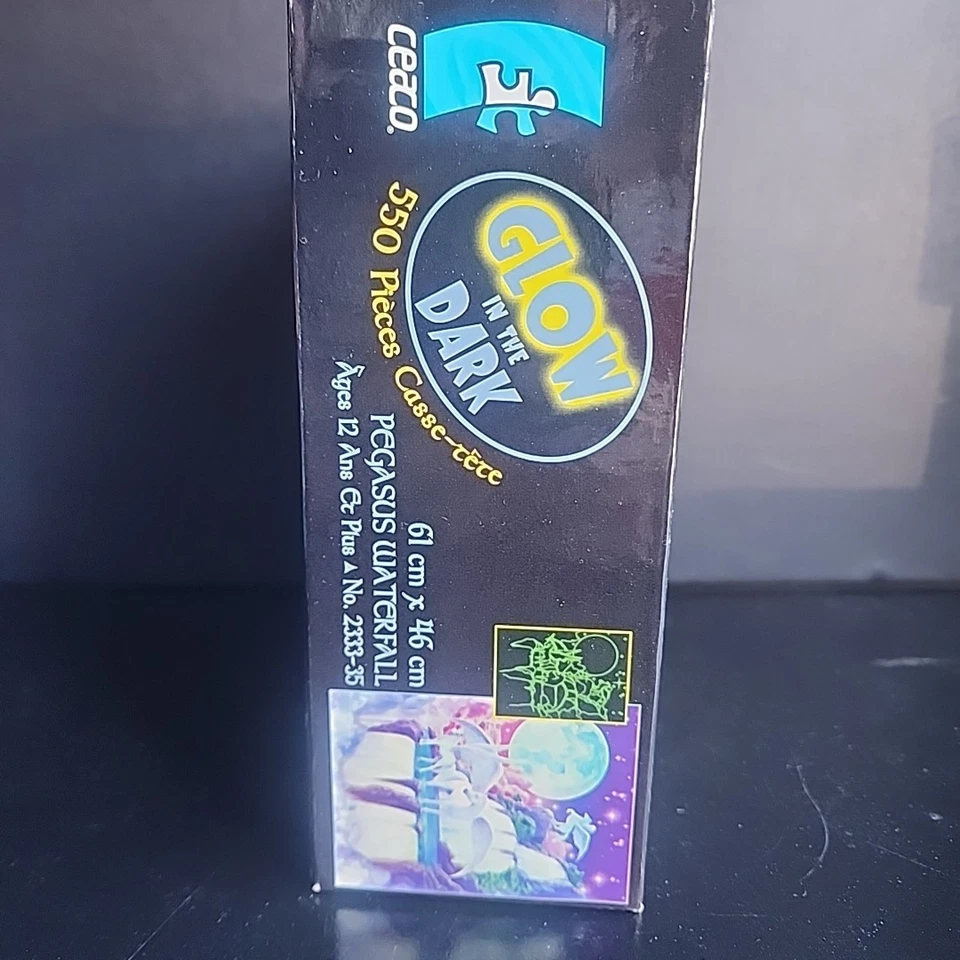 ceaco.
GLOW
IN THE
DARK
550 Pièces Casse-tête
61 cm x 46 cm
PEGASUS WATERFALL
Âges 12 Ans Et Plus ▲ No. 2333-35